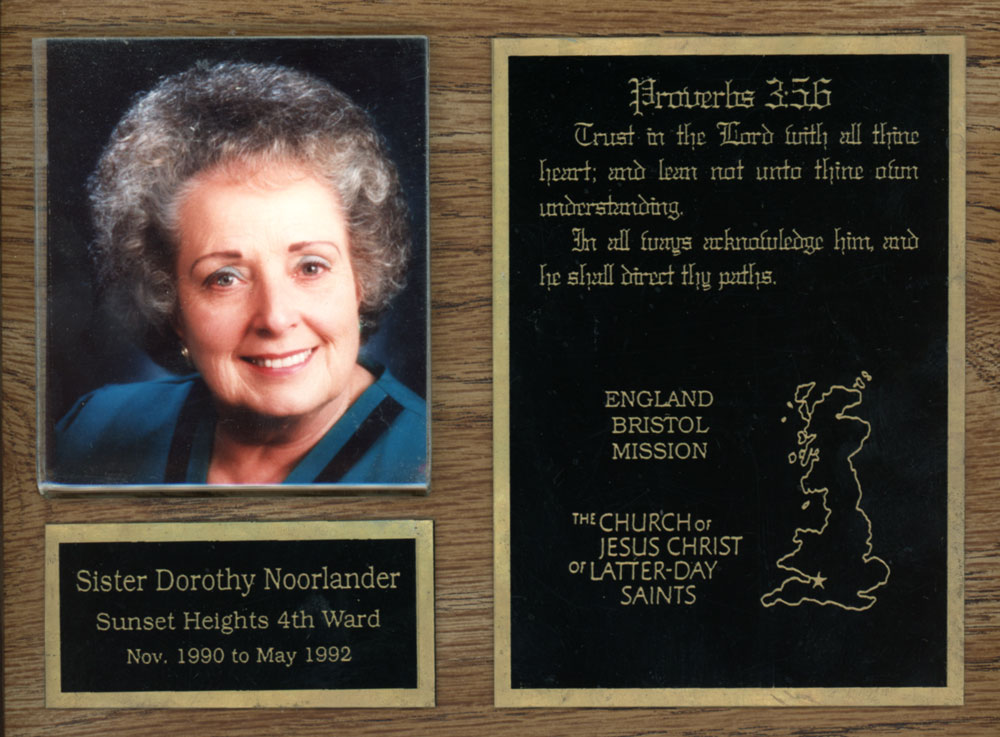 Proverbs 3:5,6
Trust in the Lord with all thine
heart; and lean not unto thine own
understanding.
In all ways acknowledge him, and
he shall direct thy paths.
ENGLAND
BRISTOL
MISSION
THE CHURCH OF
JESUS CHRIST
OF LATTER-DAY
SAINTS
Sister Dorothy Noorlander
Sunset Heights 4th Ward
Nov. 1990 to May 1992